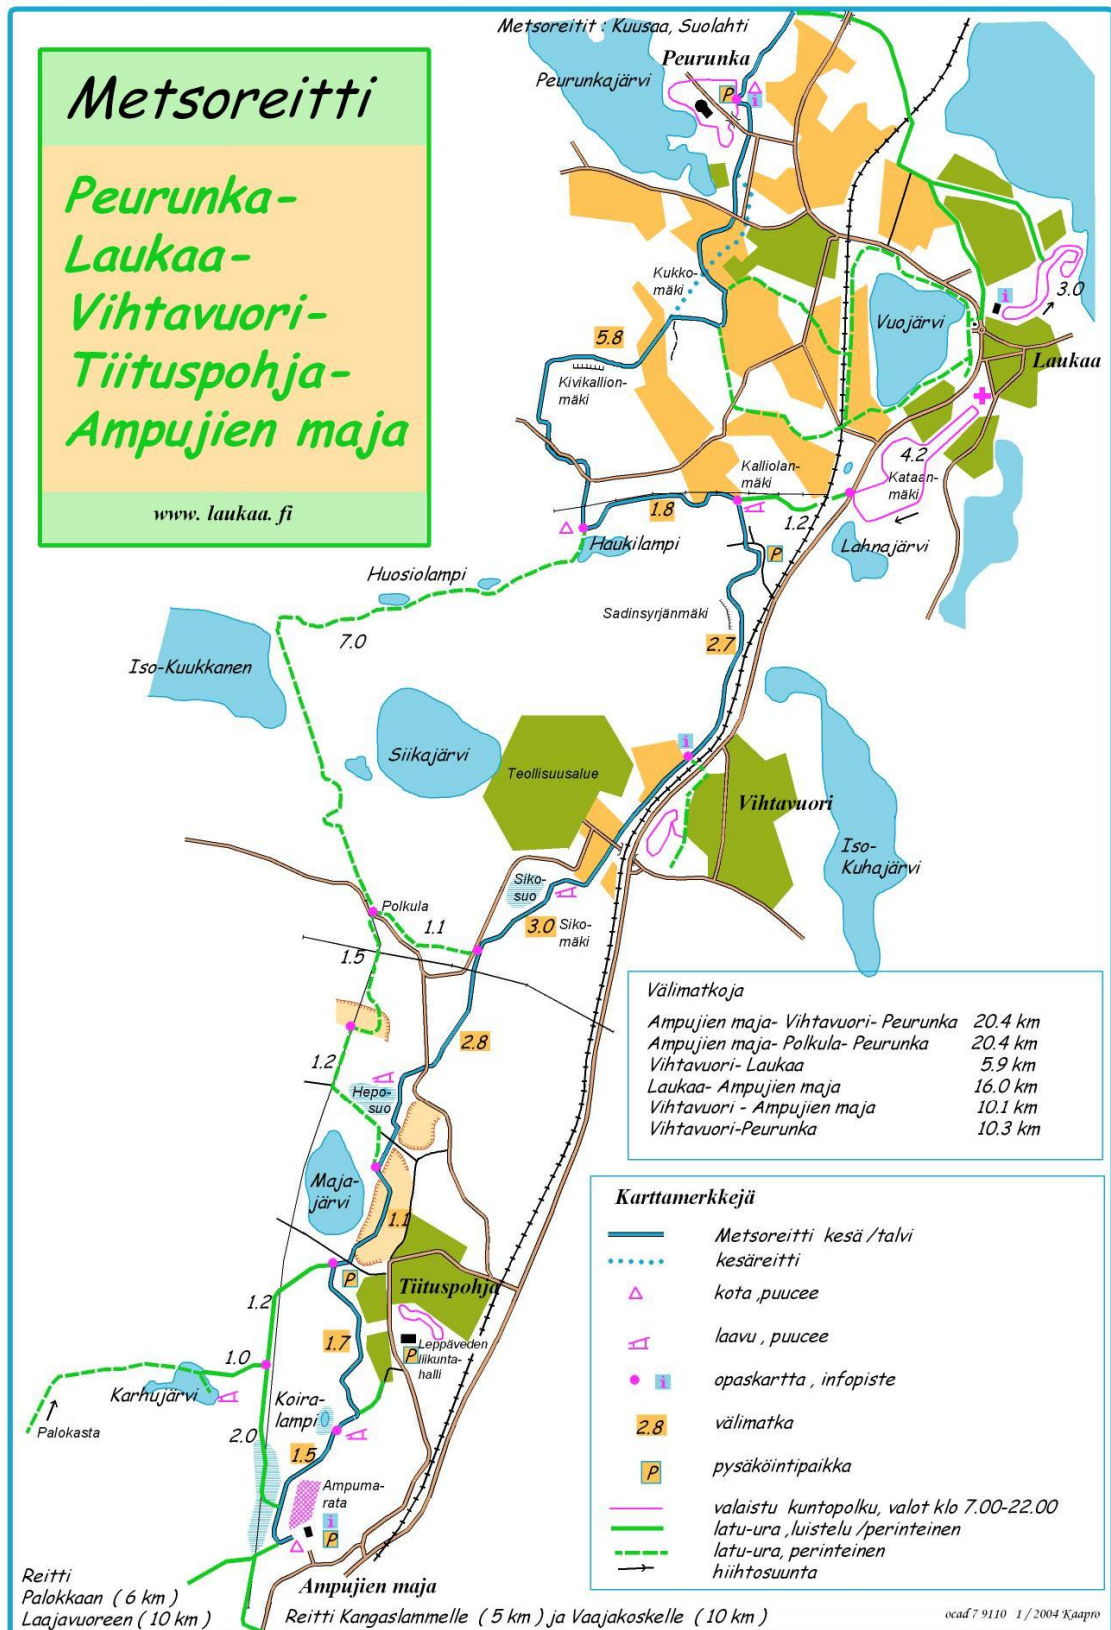 Metsoreitit : Kuusaa, Suolahti
Peurunka
Peurunkajärvi
P
i
Metsoreitti
Peurunka-
Laukaa-
Vihtavuori-
Tiituspohja-
Ampujien maja
www. laukaa. fi
Kukko-
mäki
3.0
i
Vuojärvi
Laukaa
5.8
Kivikallion-
mäki
4.2
Kataan-
mäki
Kalliolan-
mäki
1.8
1.2
Haukilampi
Lahnajärvi
P
Huosiolampi
Sadinsyrjänmäki
2.7
7.0
Iso-Kuukkanen
Siikajärvi
i
Teollisuusalue
Vihtavuori
Iso-
Kuhajärvi
Siko-
suo
3.0
Siko-
mäki
Polkula
1.1
1.5
2.8
1.2
Hepo-
suo
Maja-
järvi
1.1
P
Tiituspohja
1.2
1.7
Leppäveden
liikunta-
halli
P
1.0
Karhujärvi
Palokasta
Koira-
lampi
2.0
1.5
Ampuma-
rata
i
P
Ampujien maja
Reitti
Palokkaan ( 6 km )
Laajavuoreen ( 10 km )
Reitti Kangaslammelle ( 5 km ) ja Vaajakoskelle ( 10 km )
Välimatkoja
Ampujien maja- Vihtavuori- Peurunka 20.4 km
Ampujien maja- Polkula- Peurunka 20.4 km
Vihtavuori- Laukaa 5.9 km
Laukaa- Ampujien maja 16.0 km
Vihtavuori - Ampujien maja 10.1 km
Vihtavuori-Peurunka 10.3 km
Karttamerkkejä
Metsoreitti kesä /talvi
kesäreitti
kota ,puucee
laavu , puucee
i opaskartta , infopiste
2.8 välimatka
P pysäköintipaikka
valaistu kuntopolku, valot klo 7.00-22.00
latu-ura ,luistelu /perinteinen
latu-ura, perinteinen
hiihtosuunta
ocad 7 9110 1 / 2004 Kaapro